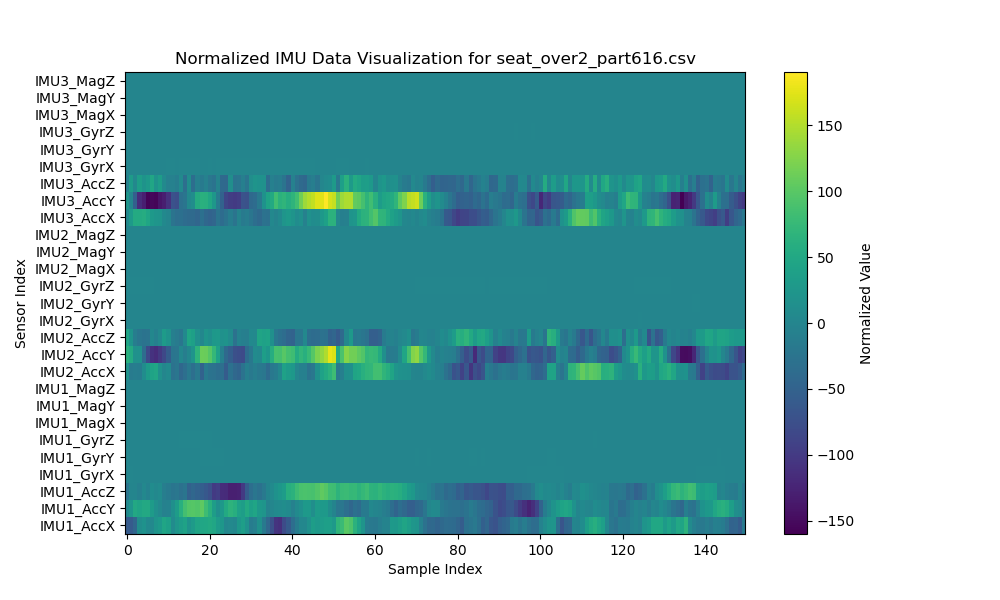 Normalized IMU Data Visualization for seat_over2_part616.csv
IMU3_MagZ
IMU3_MagY
IMU3_MagX
IMU3_GyrZ
IMU3_GyrY
IMU3_GyrX
IMU3_AccZ
IMU3_AccY
IMU3_AccX
IMU2_MagZ
IMU2_MagY
IMU2_MagX
IMU2_GyrZ
IMU2_GyrY
IMU2_GyrX
IMU2_AccZ
IMU2_AccY
IMU2_AccX
IMU1_MagZ
IMU1_MagY
IMU1_MagX
IMU1_GyrZ
IMU1_GyrY
IMU1_GyrX
IMU1_AccZ
IMU1_AccY
IMU1_AccX
Sensor Index
0 20 40 60 80 100 120 140
Sample Index
150
100
50
0
−50
−100
−150
Normalized Value